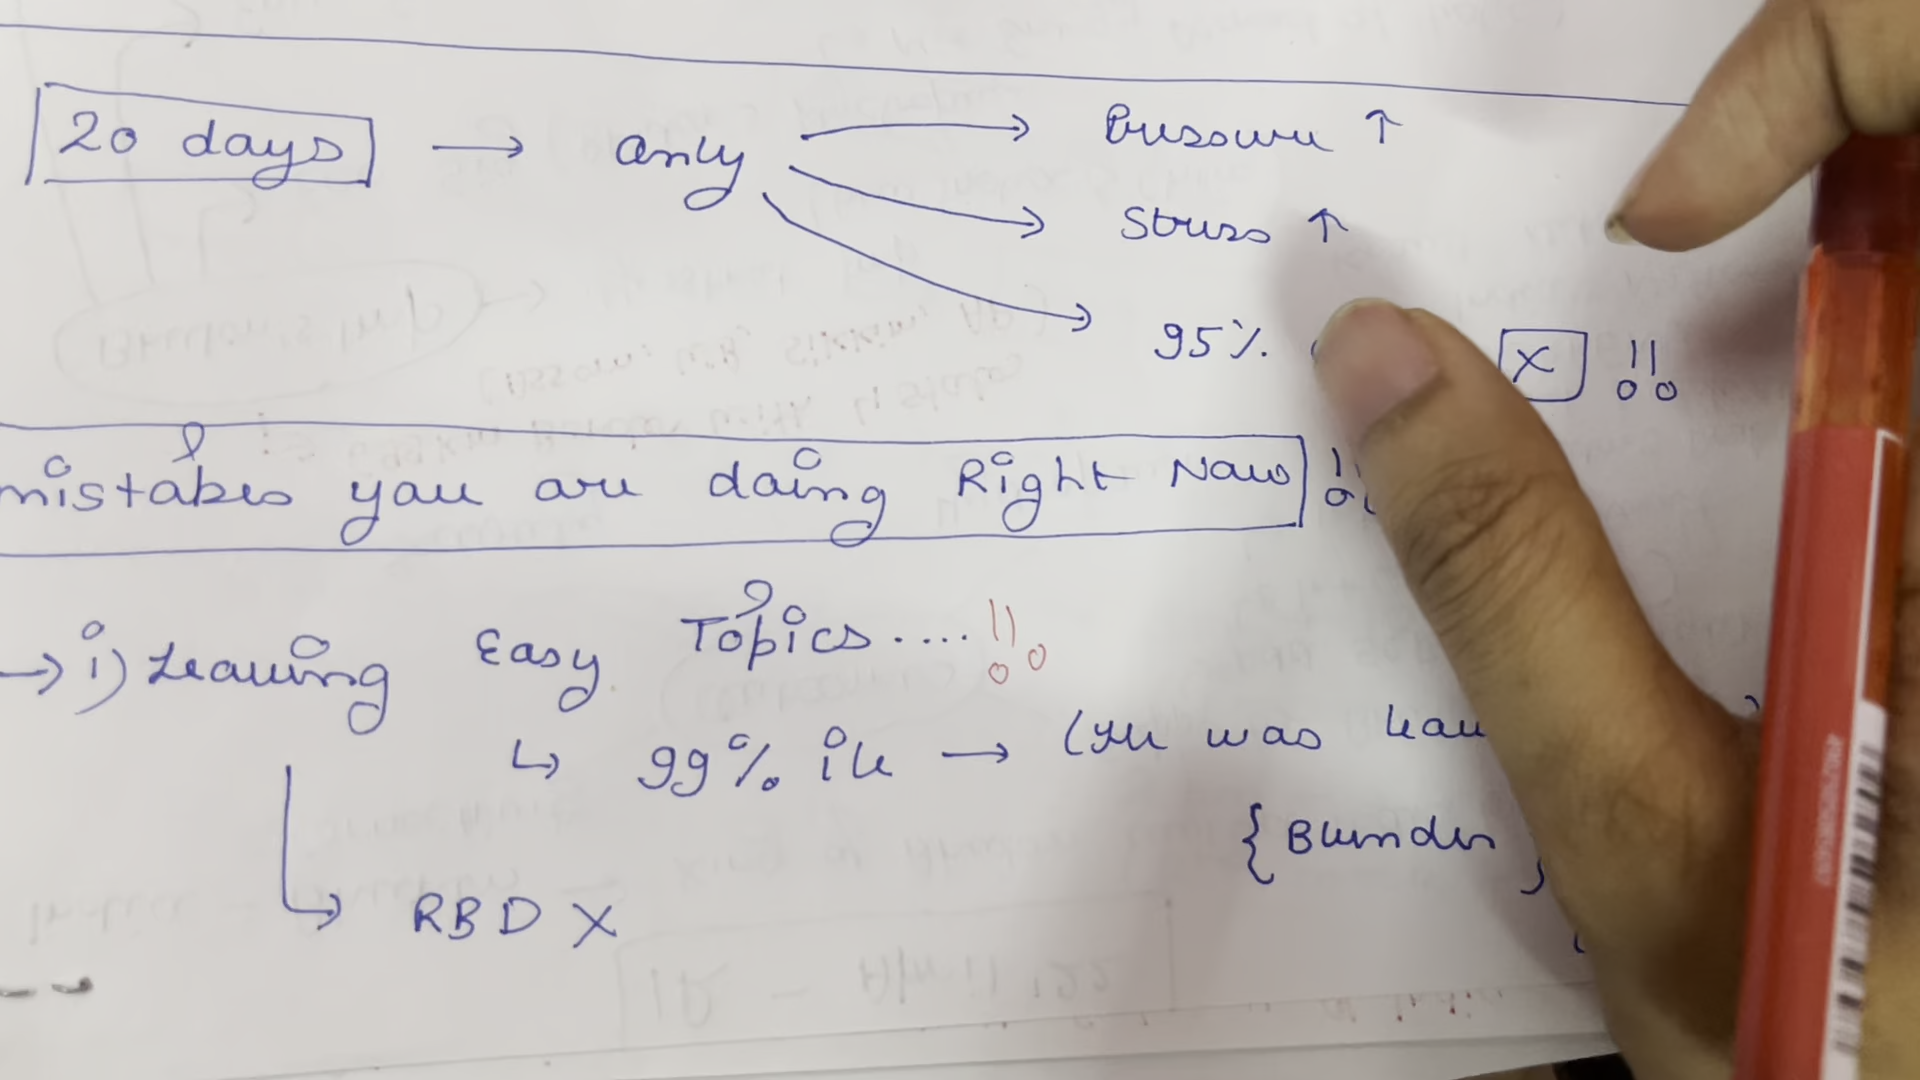 20 days → only → Pressure ↑
→ Stress ↑
→ 95% X !!
mistakes you are doing Right Now !!
→ i) Leaving Easy Topics....!!
↳ 99%ile → (He was
{Blunder
↳ RBD X